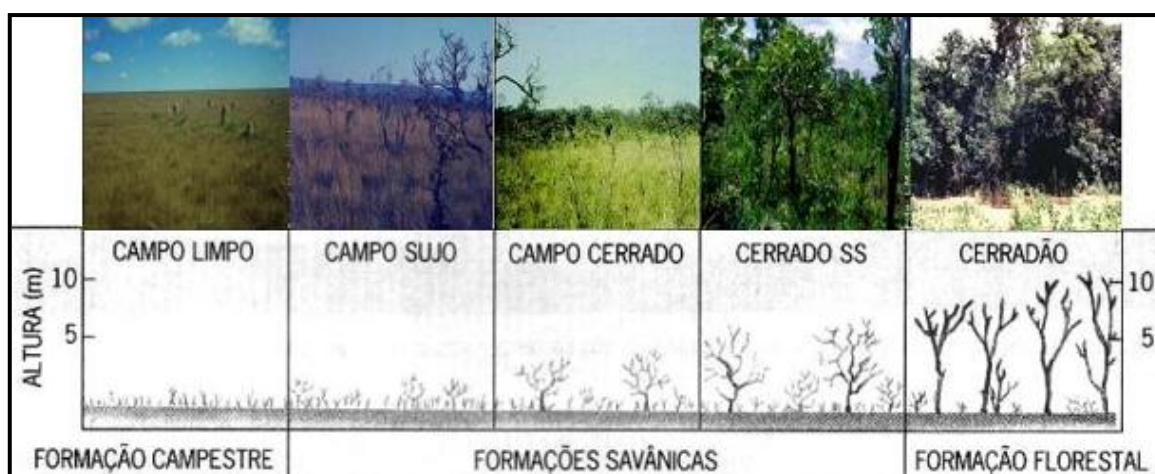 CAMPO LIMPO
CAMPO SUJO
CAMPO CERRADO
CERRADO SS
CERRADÃO
ALTURA (m)
10
5
10
5
FORMAÇÃO CAMPESTRE
FORMAÇÕES SAVÂNICAS
FORMAÇÃO FLORESTAL